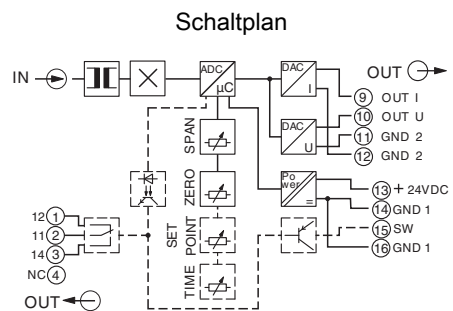 Schaltplan
IN
ADC
µC
DAC
I
OUT
9 OUT I
10 OUT U
11 GND 2
12 GND 2
DAC
U
SPAN
ZERO
SET
POINT
TIME
Po
wer
=
13 + 24VDC
14 GND 1
15 SW
16 GND 1
12 1
11 2
14 3
NC 4
OUT